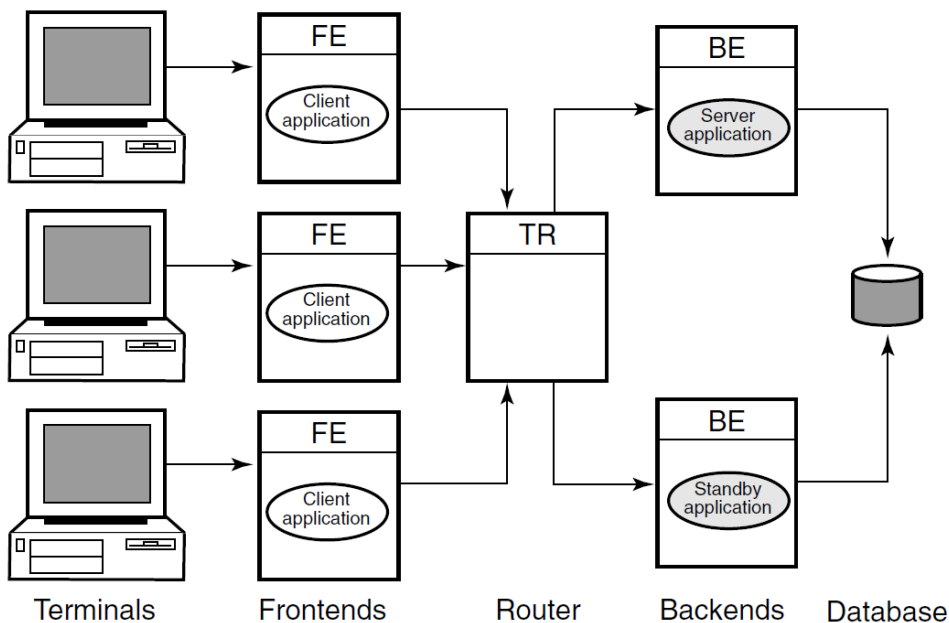 FE
Client
application
BE
Server
application
FE
Client
application
TR
FE
Client
application
BE
Standby
application
Terminals
Frontends
Router
Backends
Database